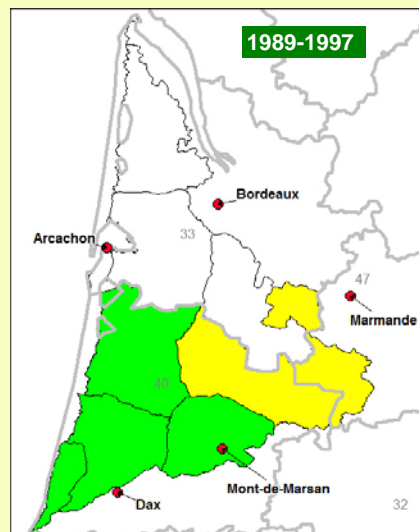 1989-1997
Bordeaux
Arcachon
33
47
Marmande
40
Mont-de-Marsan
Dax
32